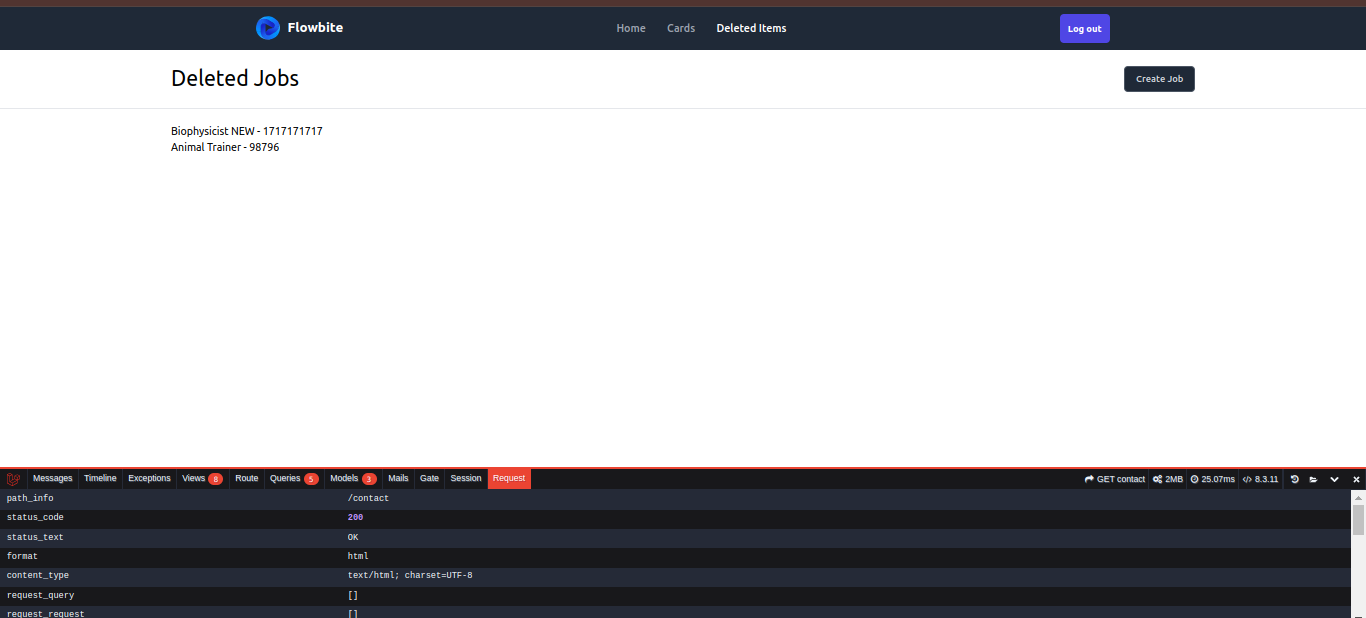 Flowbite
Home Cards Deleted Items
Log out
Deleted Jobs
Create Job
Biophysicist NEW - 1717171717
Animal Trainer - 98796
Messages Timeline Exceptions Views 8 Route Queries 5 Models 3 Mails Gate Session Request GET contact 2MB 25.07ms 8.3.11
path_info /contact
status_code 200
status_text OK
format html
content_type text/html; charset=UTF-8
request_query []
request_request []